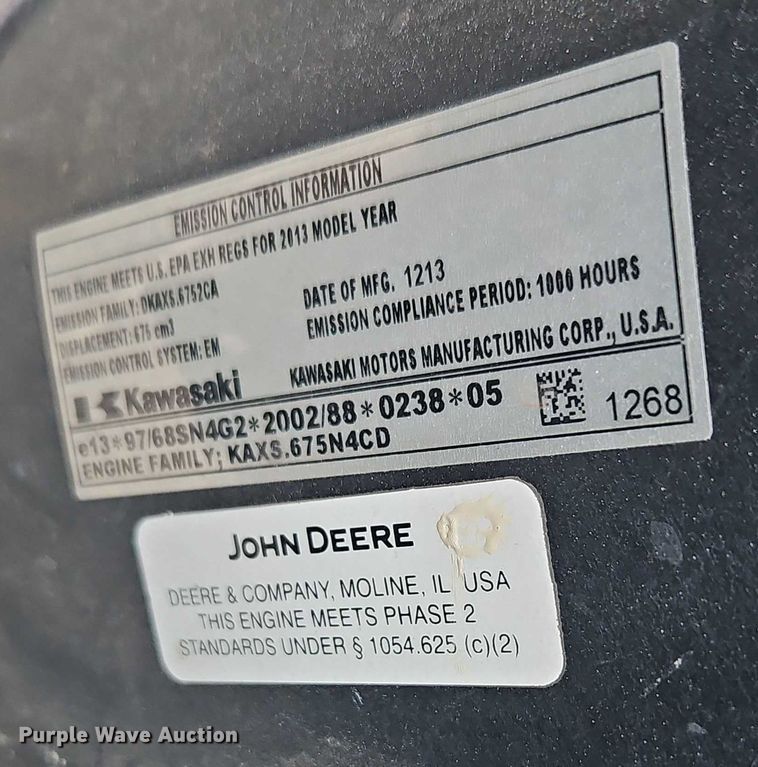 EMISSION CONTROL INFORMATION
THIS ENGINE MEETS U.S. EPA EXH REGS FOR 2013 MODEL YEAR
EMISSION FAMILY: DKAXS.6752CA
DATE OF MFG. 1213
DISPLACEMENT: 675 cm3
EMISSION COMPLIANCE PERIOD: 1000 HOURS
EMISSION CONTROL SYSTEM: EM
Kawasaki
KAWASAKI MOTORS MANUFACTURING CORP., U.S.A.
e13*97/68SN4G2*2002/88*0238*05
ENGINE FAMILY; KAXS.675N4CD
1268
JOHN DEERE
DEERE & COMPANY, MOLINE, IL USA
THIS ENGINE MEETS PHASE 2
STANDARDS UNDER § 1054.625 (c)(2)
Purple Wave Auction